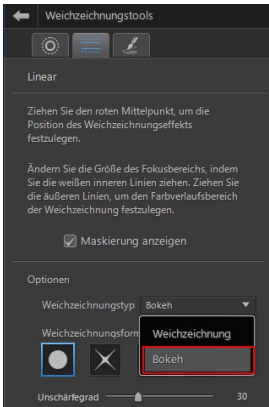 Weichzeichnungstools
Linear
Ziehen Sie den roten Mittelpunkt, um die
Position des Weichzeichnungseffekts
festzulegen.
Ändern Sie die Größe des Fokusbereichs, indem
Sie die weißen inneren Linien ziehen. Ziehen Sie
die äußeren Linien, um den Farbverlaufsbereich
der Weichzeichnung festzulegen.
Maskierung anzeigen
Optionen
Weichzeichnungstyp Bokeh
Weichzeichnungsform
Weichzeichnung
Bokeh
Unschärfegrad 30